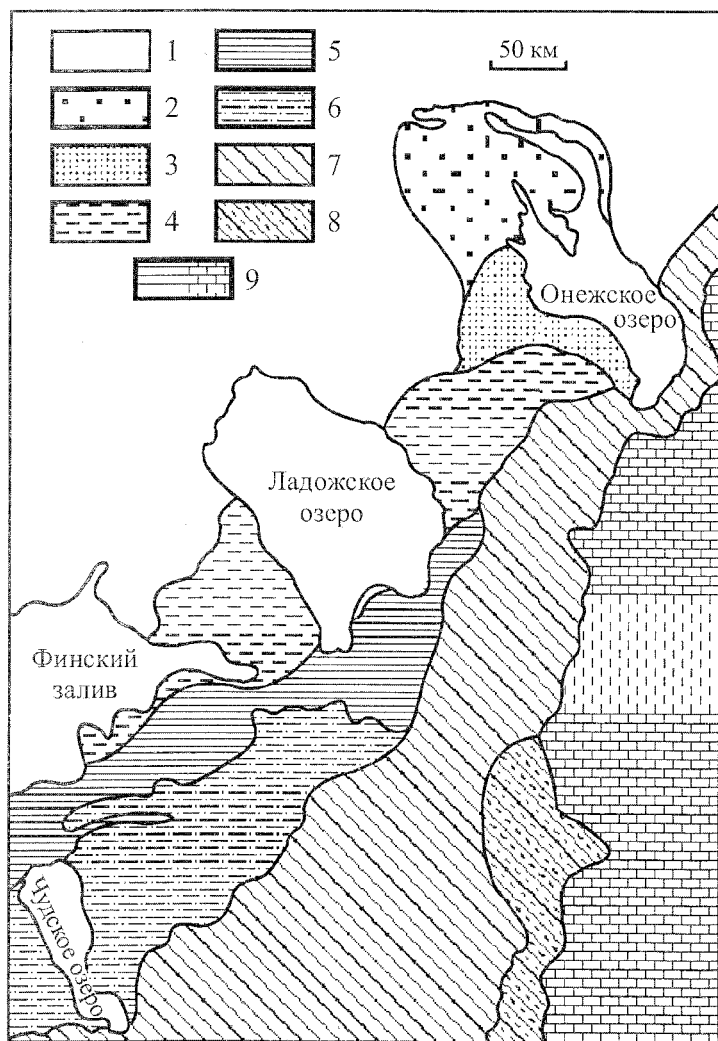 1
5
50 км
2
6
3
7
4
8
9
Онежское
озеро
Ладожское
озеро
Финский
залив
Чудское озеро